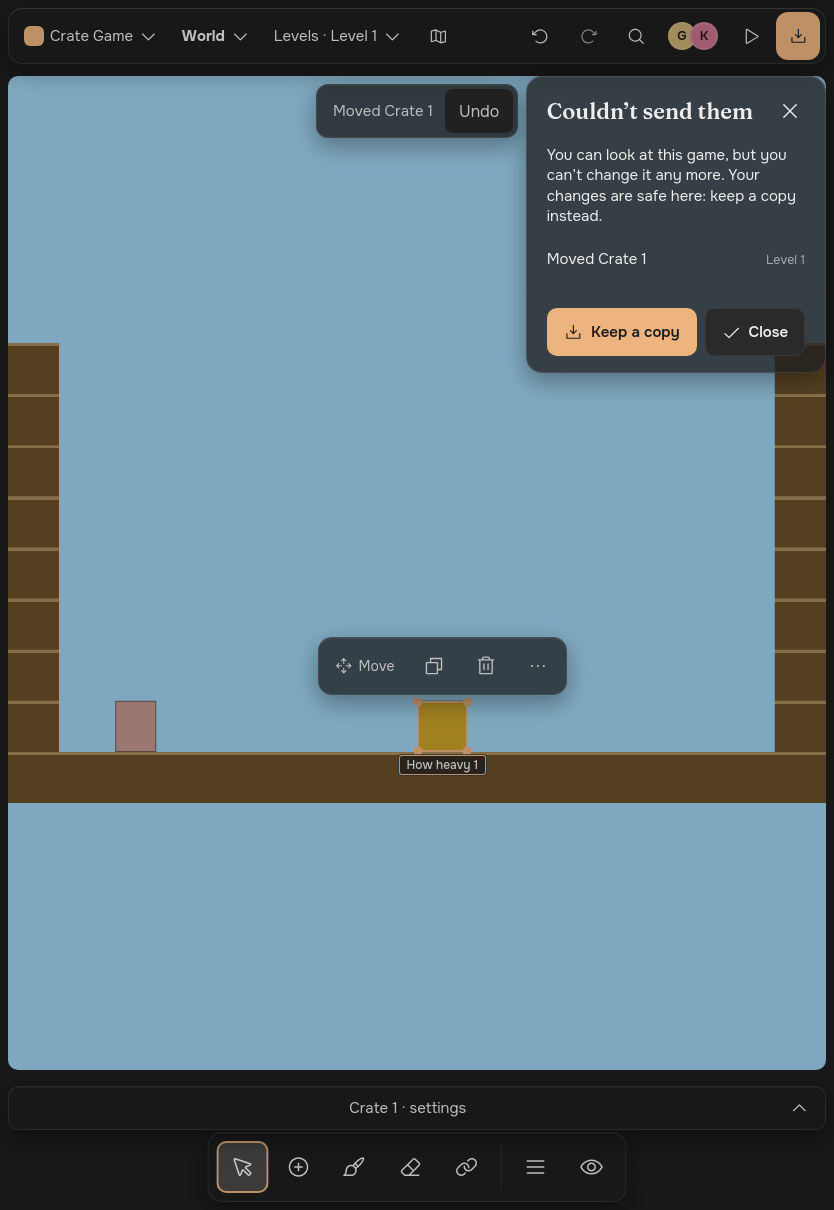 Crate Game
World
Levels · Level 1
G
K
Moved Crate 1
Undo
Couldn’t send them
You can look at this game, but you
can’t change it any more. Your
changes are safe here: keep a copy
instead.
Moved Crate 1
Level 1
Keep a copy
Close
Move
How heavy 1
Crate 1 · settings